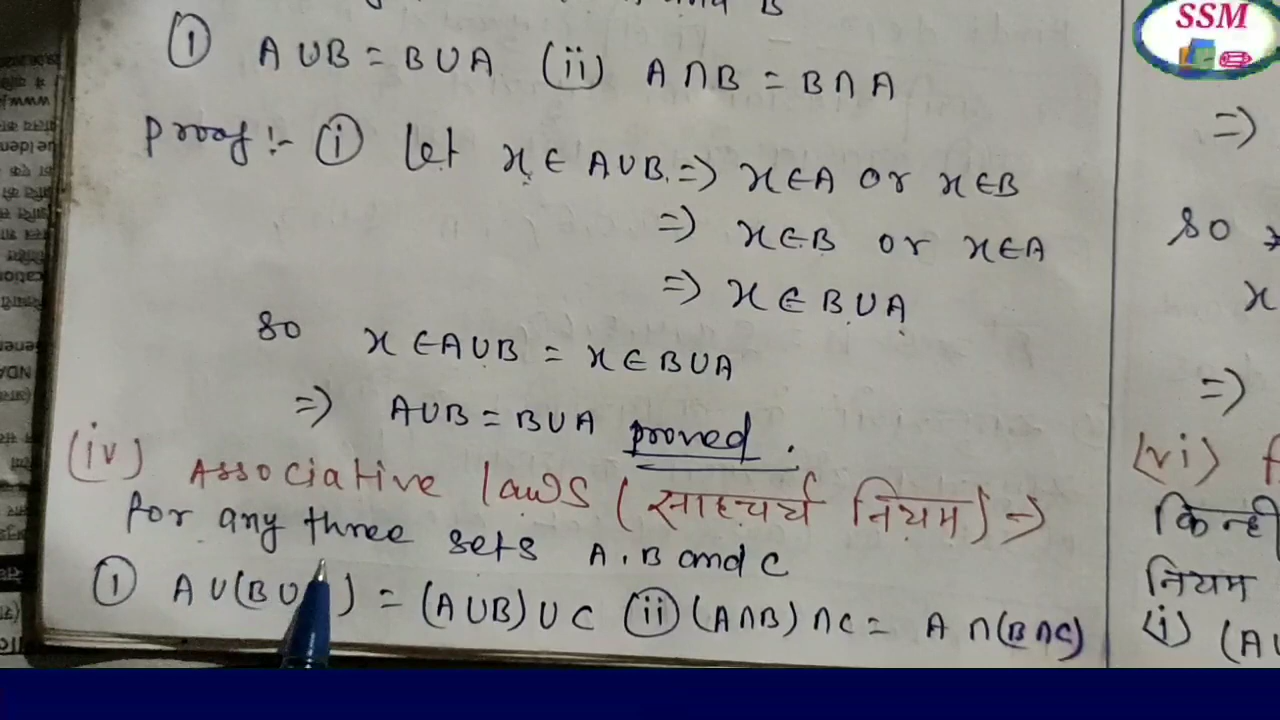 B
(i) A∪B = B∪A (ii) A∩B = B∩A
Proof :- (i) Let x∈A∪B => x∈A or x∈B
=> x∈B or x∈A
=> x∈B∪A
so x∈A∪B = x∈B∪A
=> A∪B = B∪A proved.
(iv) Associative laws (साहचर्य नियम) =>
for any three sets A, B and C
(i) A∪(B∪ ) = (A∪B)∪C (ii) (A∩B)∩C = A∩(B∩C)
SSM
=>
so
x
=>
(vi)
किन्ही
नियम
(i) (A∪